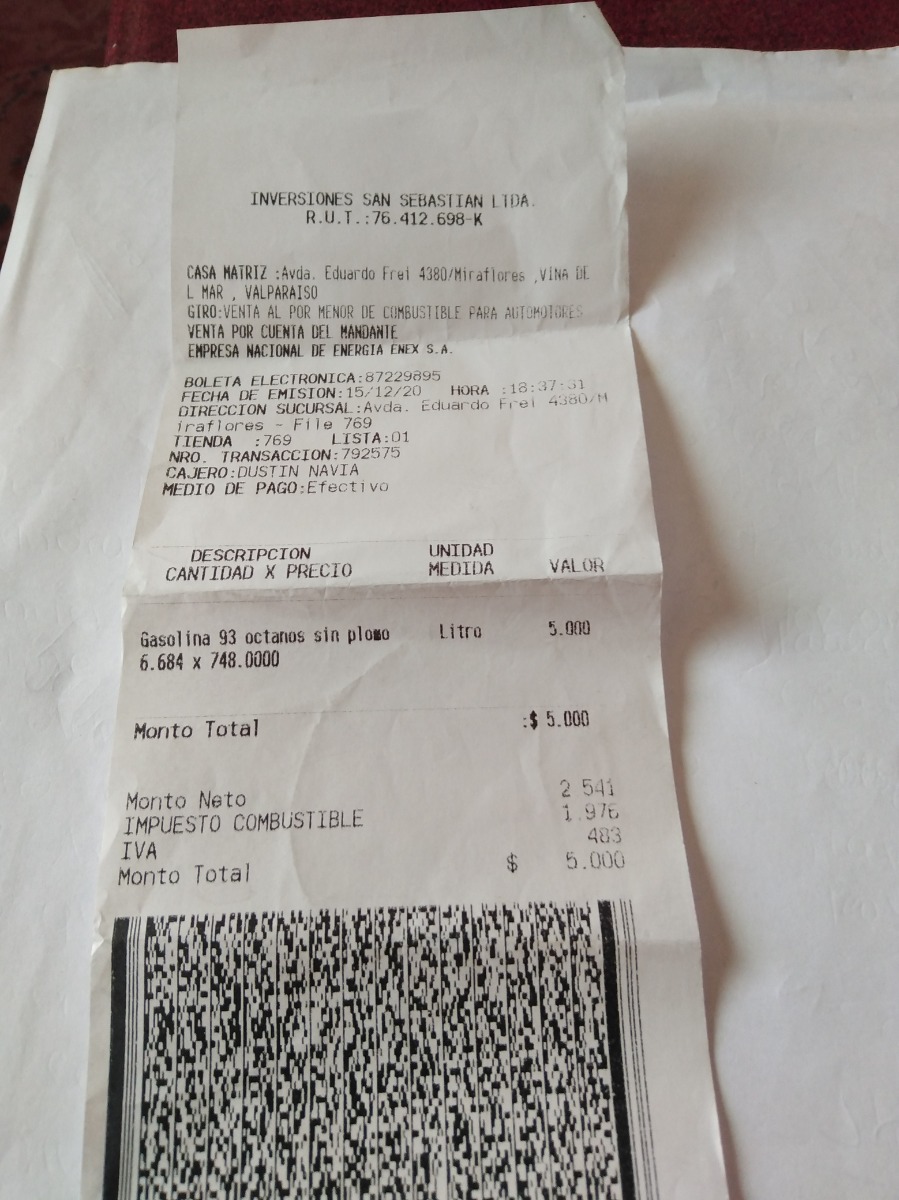 INVERSIONES SAN SEBASTIAN LTDA.
R.U.T.:76.412.698-K
CASA MATRIZ :Avda. Eduardo Frei 4380/Miraflores ,VINA DE
L MAR , VALPARAISO
GIRO:VENTA AL POR MENOR DE COMBUSTIBLE PARA AUTOMOTORES
VENTA POR CUENTA DEL MANDANTE
EMPRESA NACIONAL DE ENERGIA ENEX S.A.
BOLETA ELECTRONICA:87229895
FECHA DE EMISION:15/12/20 HORA :18:37:31
DIRECCION SUCURSAL:Avda. Eduardo Frei 4380/M
iraflores - File 769
TIENDA :769 LISTA:01
NRO. TRANSACCION:792575
CAJERO:DUSTIN NAVIA
MEDIO DE PAGO:Efectivo
DESCRIPCION UNIDAD
CANTIDAD X PRECIO MEDIDA VALOR
Gasolina 93 octanos sin plomo Litro 5.000
6.684 x 748.0000
Monto Total :$ 5.000
Monto Neto 2 541
IMPUESTO COMBUSTIBLE 1.976
IVA 483
Monto Total $ 5.000